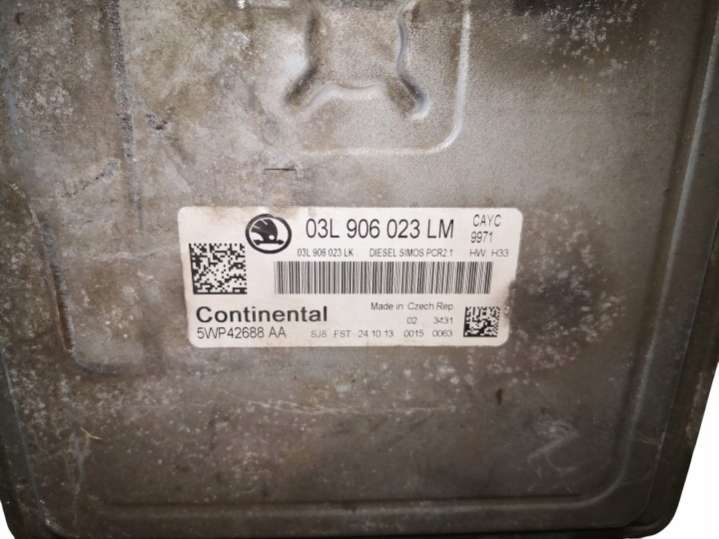 03L 906 023 LM CAYC
9971
03L 906 023 LK DIESEL SIMOS PCR2.1 HW: H33
Continental Made in Czech Rep
02 3431
5WP42688 AA SJ8 FST 24.10.13 0015 0063